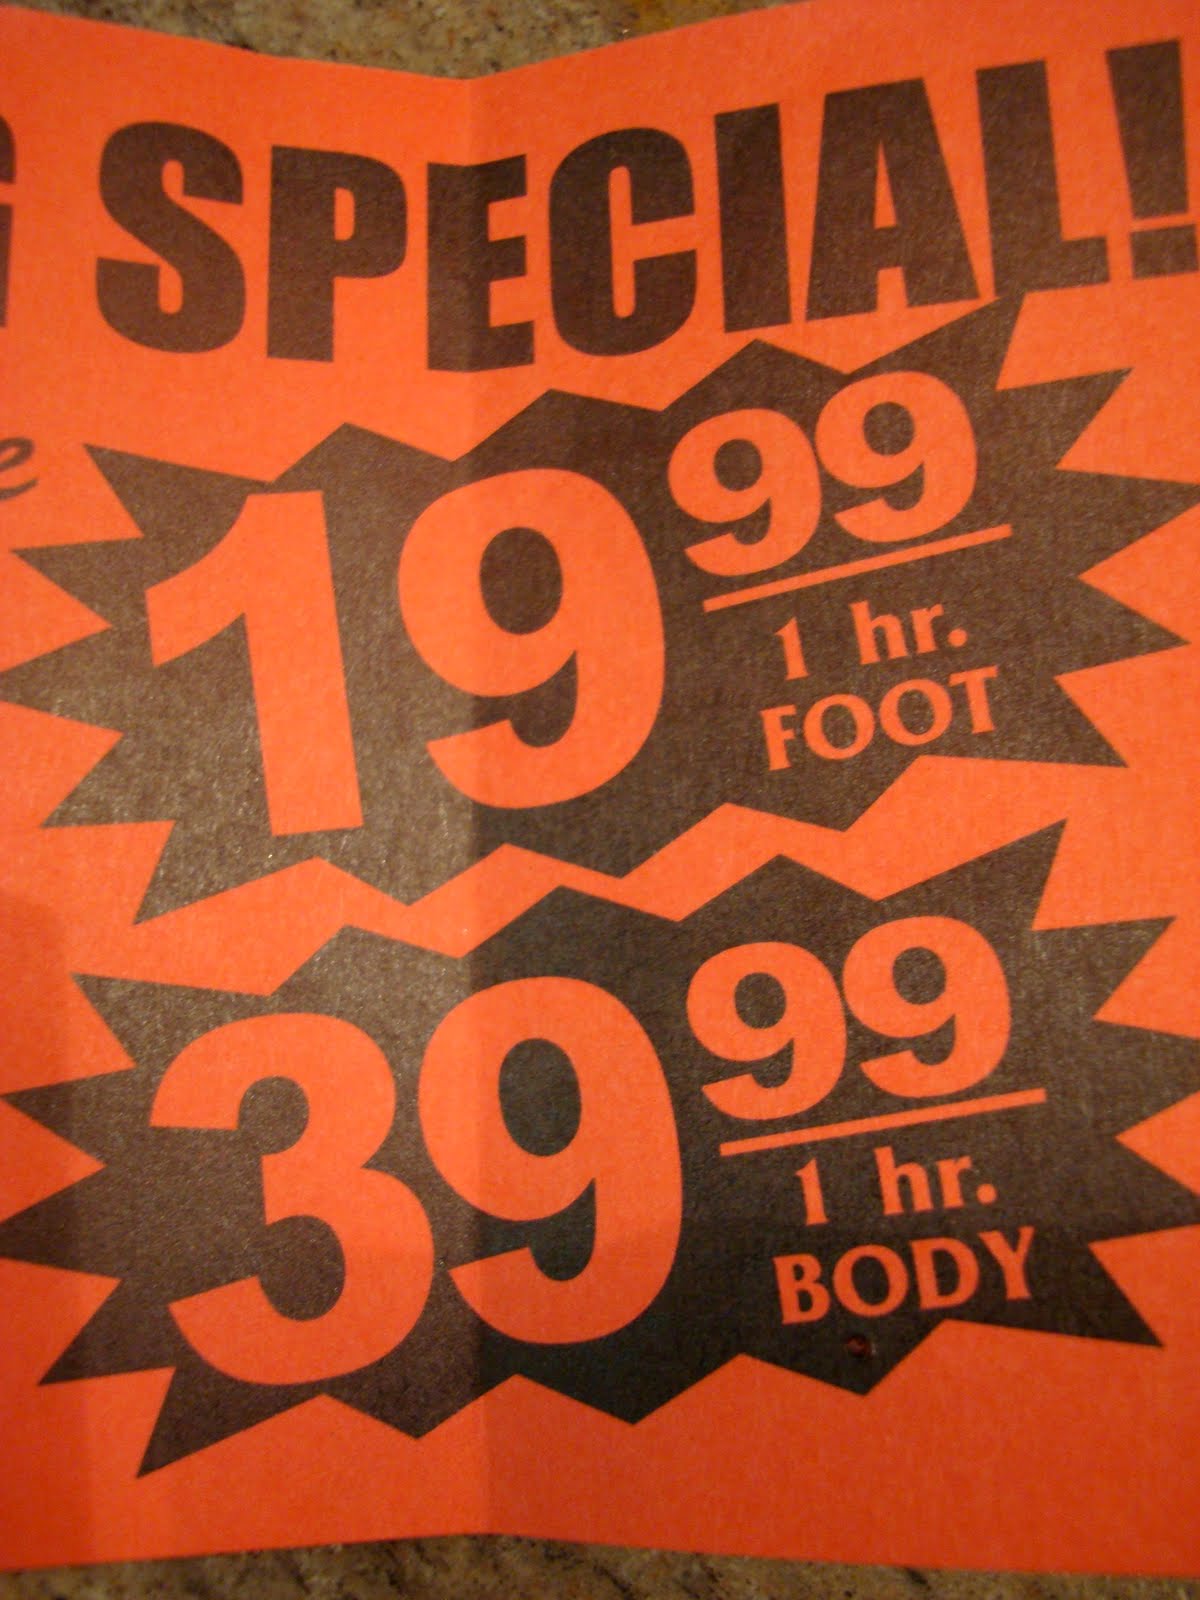 G SPECIAL!
e
19 99
1 hr.
FOOT
39 99
1 hr.
BODY